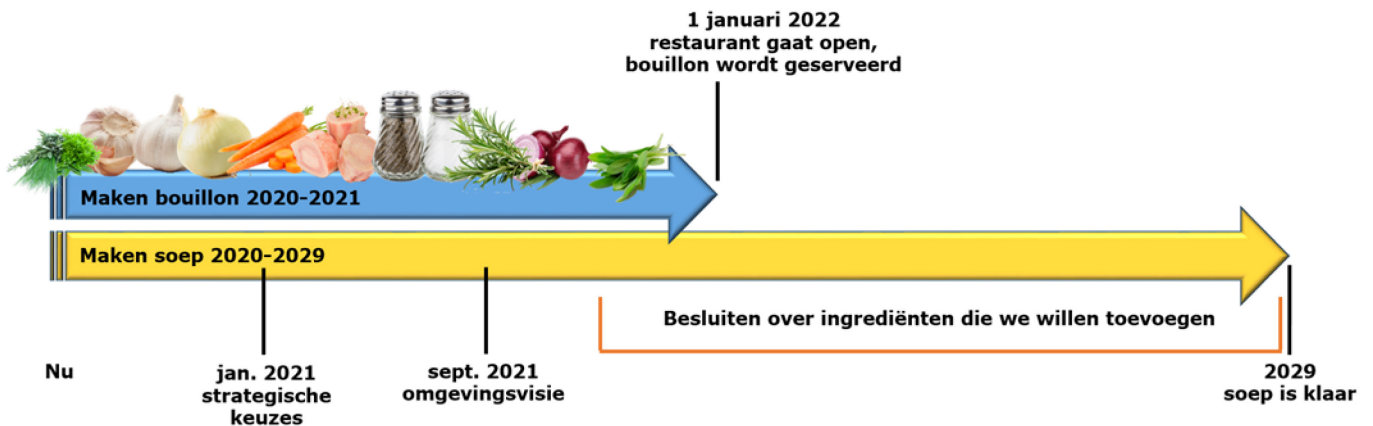 1 januari 2022
restaurant gaat open,
bouillon wordt geserveerd
Maken bouillon 2020-2021
Maken soep 2020-2029
Besluiten over ingrediënten die we willen toevoegen
Nu
jan. 2021
strategische
keuzes
sept. 2021
omgevingsvisie
2029
soep is klaar